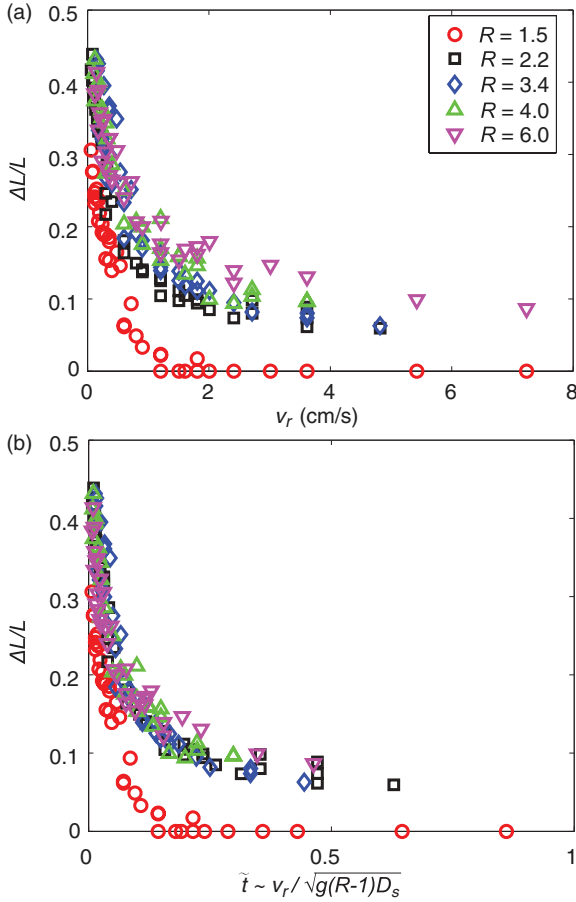 (a)
0.5
0.4
0.3
0.2
0.1
0
ΔL/L
R = 1.5
R = 2.2
R = 3.4
R = 4.0
R = 6.0
0 2 4 6 8
v_r (cm/s)
(b)
0.5
0.4
0.3
0.2
0.1
0
ΔL/L
0 0.5 1
t̃ ~ v_r / √g(R-1)D_s